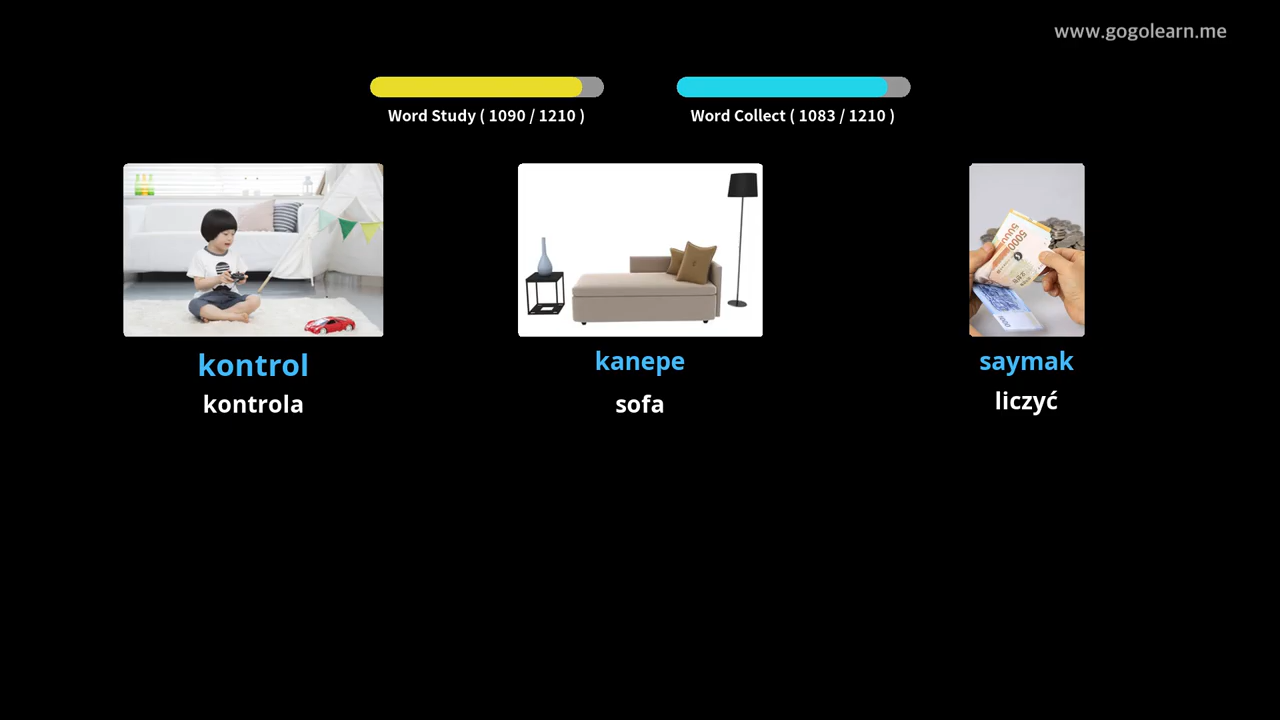 www.gogolearn.me
Word Study ( 1090 / 1210 )
Word Collect ( 1083 / 1210 )
kontrol
kontrola
kanepe
sofa
saymak
liczyć